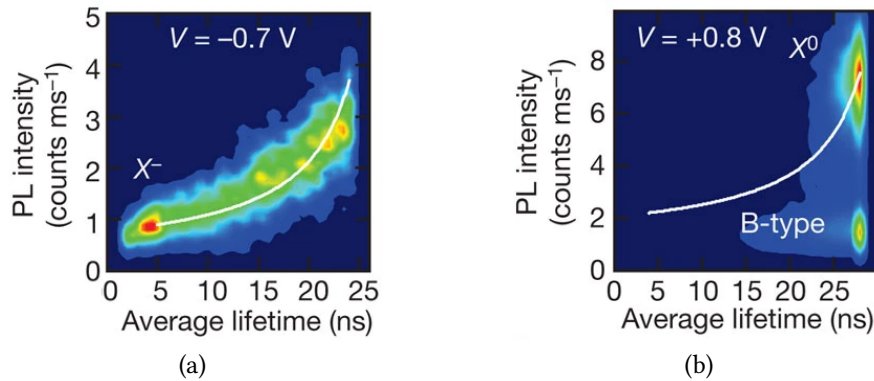 5
4
3
2
1
0
PL intensity
(counts ms⁻¹)
V = −0.7 V
X⁻
0 5 10 15 20 25
Average lifetime (ns)
(a)
8
6
4
2
0
PL intensity
(counts ms⁻¹)
V = +0.8 V
X⁰
B-type
0 5 10 15 20 25
Average lifetime (ns)
(b)